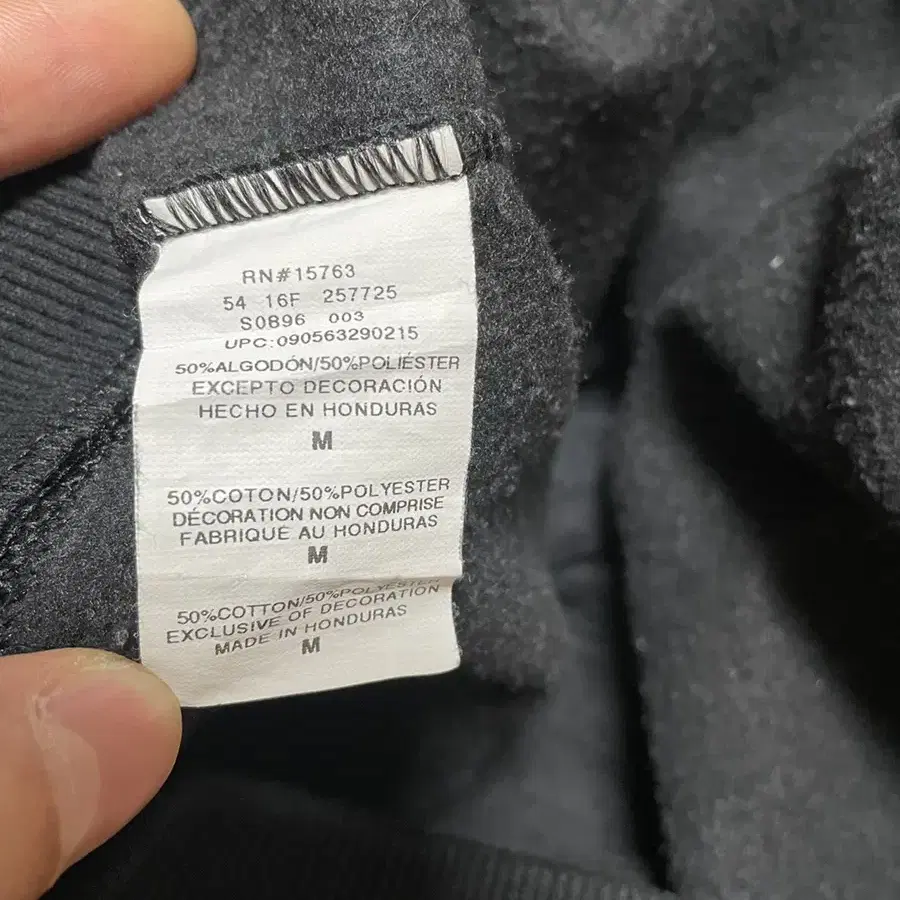 RN#15763
54 16F 257725
S0896 003
UPC:090563290215
50%ALGODÓN/50%POLIÉSTER
EXCEPTO DECORACIÓN
HECHO EN HONDURAS
M
50%COTON/50%POLYESTER
DÉCORATION NON COMPRISE
FABRIQUÉ AU HONDURAS
M
50%COTTON/50%POLYESTER
EXCLUSIVE OF DECORATION
MADE IN HONDURAS
M